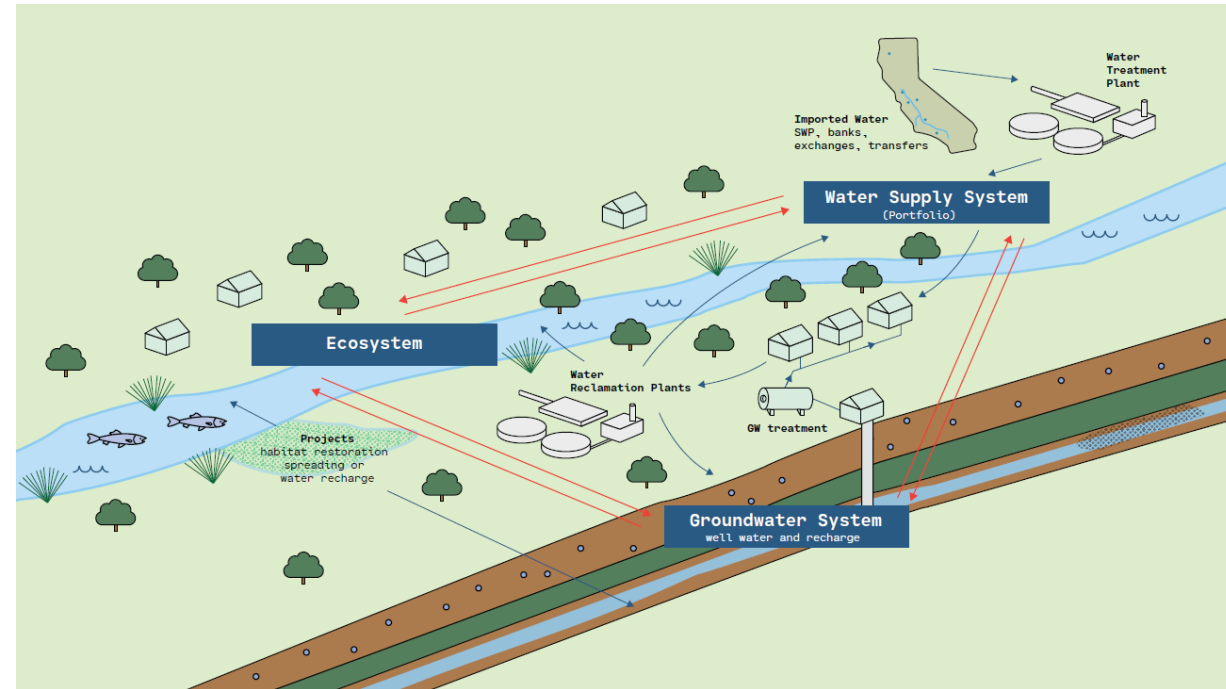 Water
Treatment
Plant
Imported Water
SWP, banks,
exchanges, transfers
Water Supply System
(Portfolio)
Ecosystem
Water
Reclamation Plants
GW treatment
Projects
habitat restoration
spreading or
water recharge
Groundwater System
well water and recharge